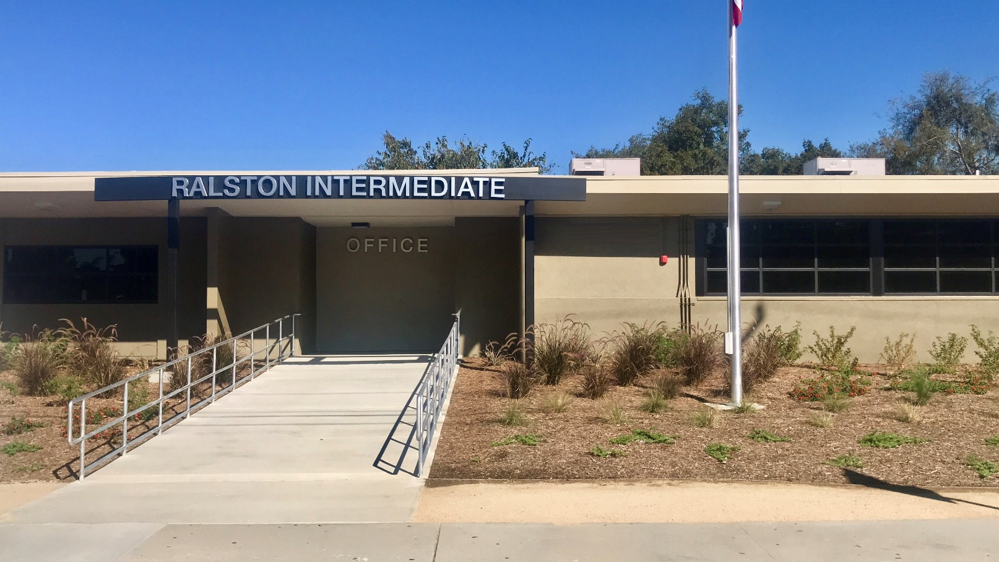 RALSTON INTERMEDIATE
OFFICE